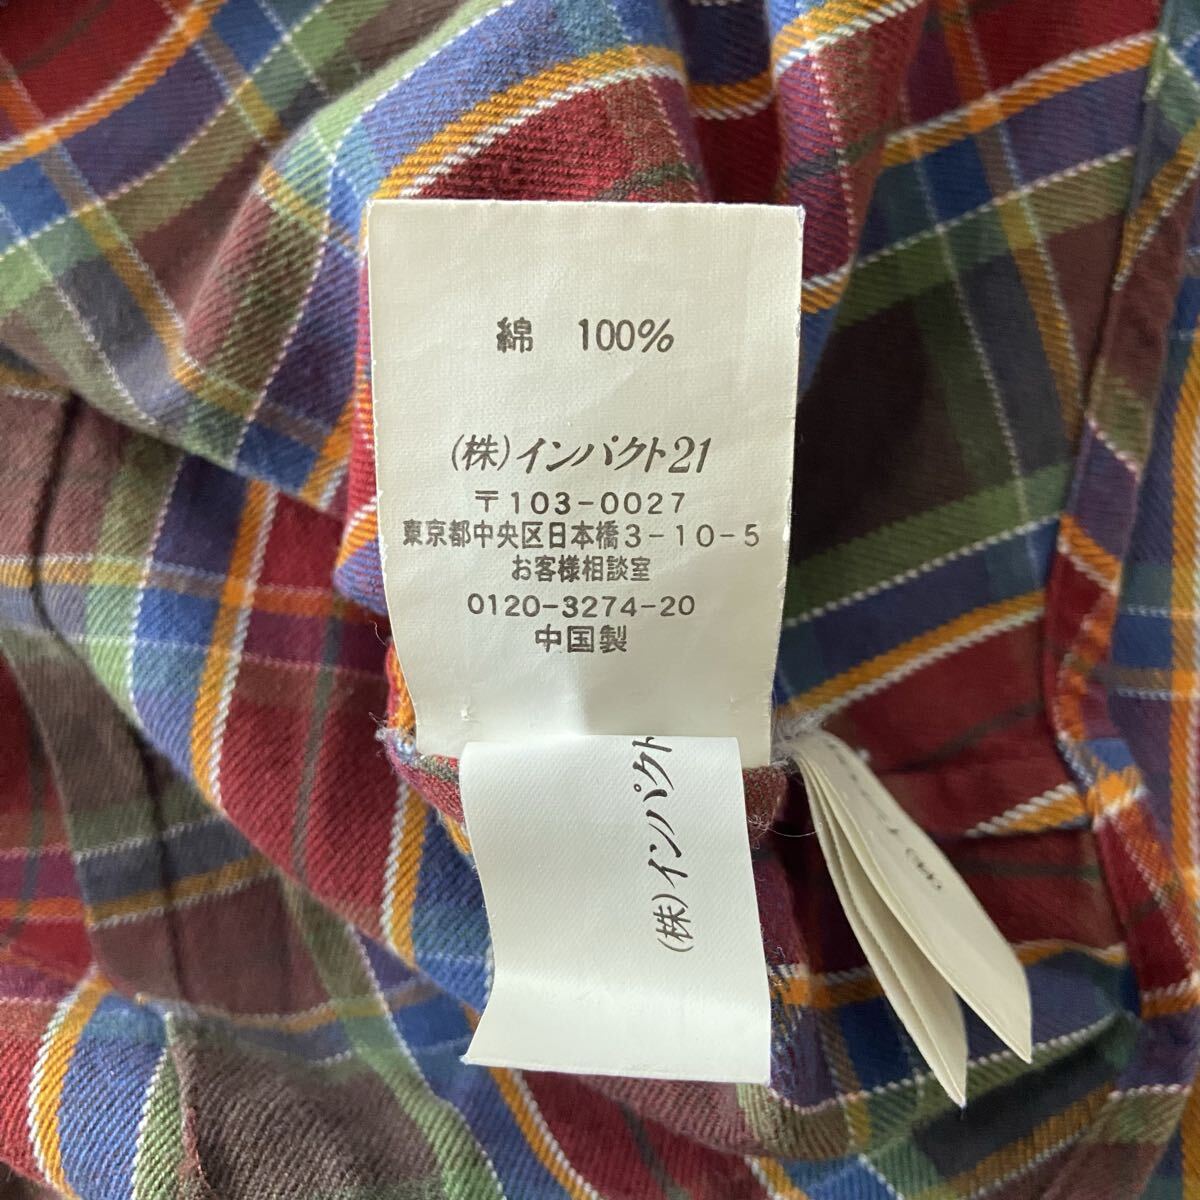 綿 100%
(株)インパクト21
〒103-0027
東京都中央区日本橋3-10-5
お客様相談室
0120-3274-20
中国製
(株)インパクト